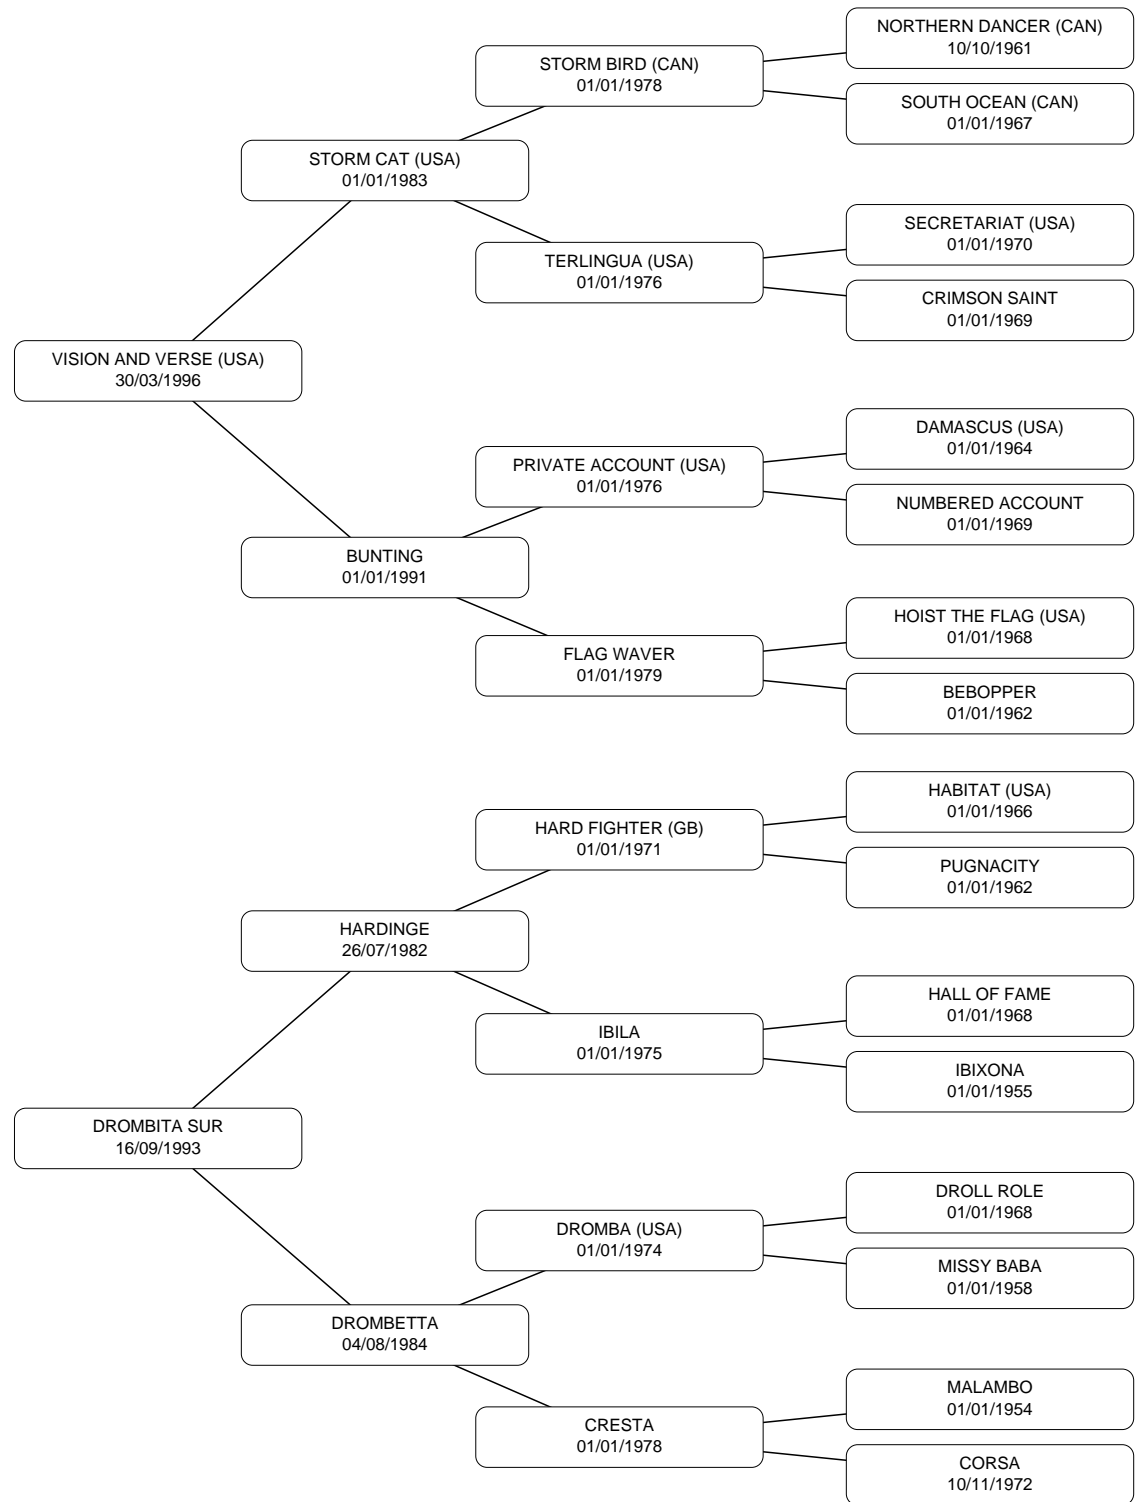 NORTHERN DANCER (CAN)
10/10/1961
STORM BIRD (CAN)
01/01/1978
SOUTH OCEAN (CAN)
01/01/1967
STORM CAT (USA)
01/01/1983
SECRETARIAT (USA)
01/01/1970
TERLINGUA (USA)
01/01/1976
CRIMSON SAINT
01/01/1969
VISION AND VERSE (USA)
30/03/1996
DAMASCUS (USA)
01/01/1964
PRIVATE ACCOUNT (USA)
01/01/1976
NUMBERED ACCOUNT
01/01/1969
BUNTING
01/01/1991
HOIST THE FLAG (USA)
01/01/1968
FLAG WAVER
01/01/1979
BEBOPPER
01/01/1962
HABITAT (USA)
01/01/1966
HARD FIGHTER (GB)
01/01/1971
PUGNACITY
01/01/1962
HARDINGE
26/07/1982
HALL OF FAME
01/01/1968
IBILA
01/01/1975
IBIXONA
01/01/1955
DROMBITA SUR
16/09/1993
DROLL ROLE
01/01/1968
DROMBA (USA)
01/01/1974
MISSY BABA
01/01/1958
DROMBETTA
04/08/1984
MALAMBO
01/01/1954
CRESTA
01/01/1978
CORSA
10/11/1972